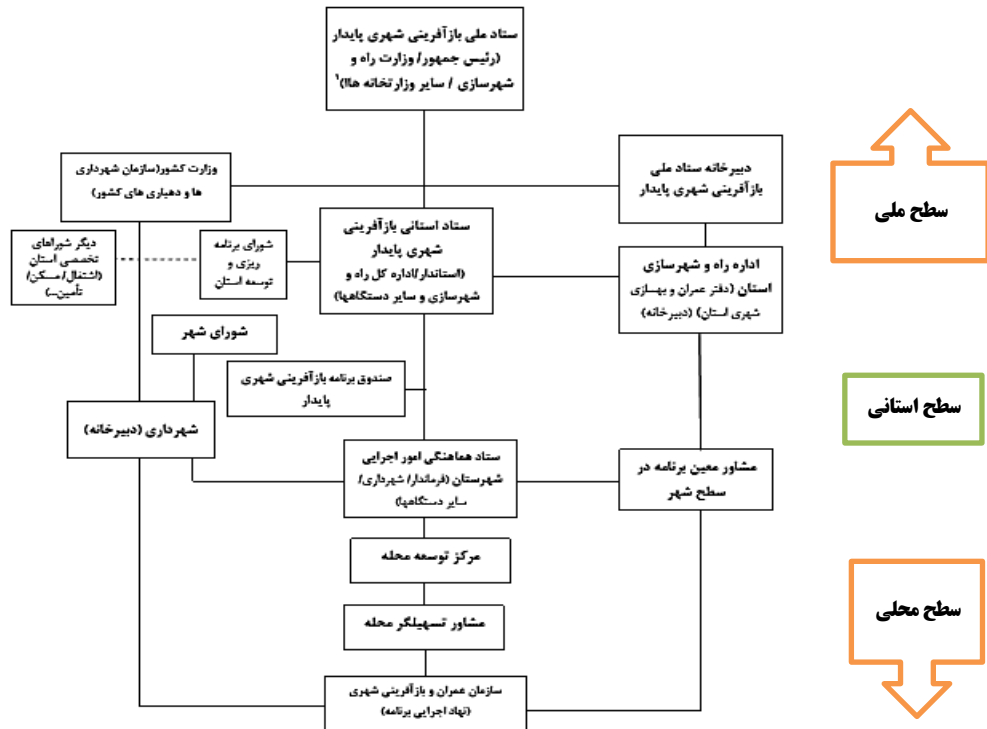 ستاد ملی بازآفرینی شهری پایدار
(رئیس جمهور/ وزارت راه و
شهرسازی / سایر وزارتخانه ها)۱
وزارت کشور(سازمان شهرداری
ها و دهیاری های کشور)
دبیرخانه ستاد ملی
بازآفرینی شهری پایدار
سطح ملی
ستاد استانی بازآفرینی
شهری پایدار
(استاندار/اداره کل راه و
شهرسازی و سایر دستگاهها)
شورای برنامه
ریزی و
توسعه استان
دیگر شوراهای
تخصصی استان
(اشتغال/ مسکن/
تأمین...)
اداره راه و شهرسازی
استان (دفتر عمران و بهسازی
شهری استان) (دبیرخانه)
شورای شهر
صندوق برنامه بازآفرینی شهری
پایدار
شهرداری (دبیرخانه)
سطح استانی
ستاد هماهنگی امور اجرایی
شهرستان (فرماندار/ شهرداری/
سایر دستگاهها)
مشاور معین برنامه در
سطح شهر
مرکز توسعه محله
مشاور تسهیلگر محله
سطح محلی
سازمان عمران و بازآفرینی شهری
(نهاد اجرایی برنامه)